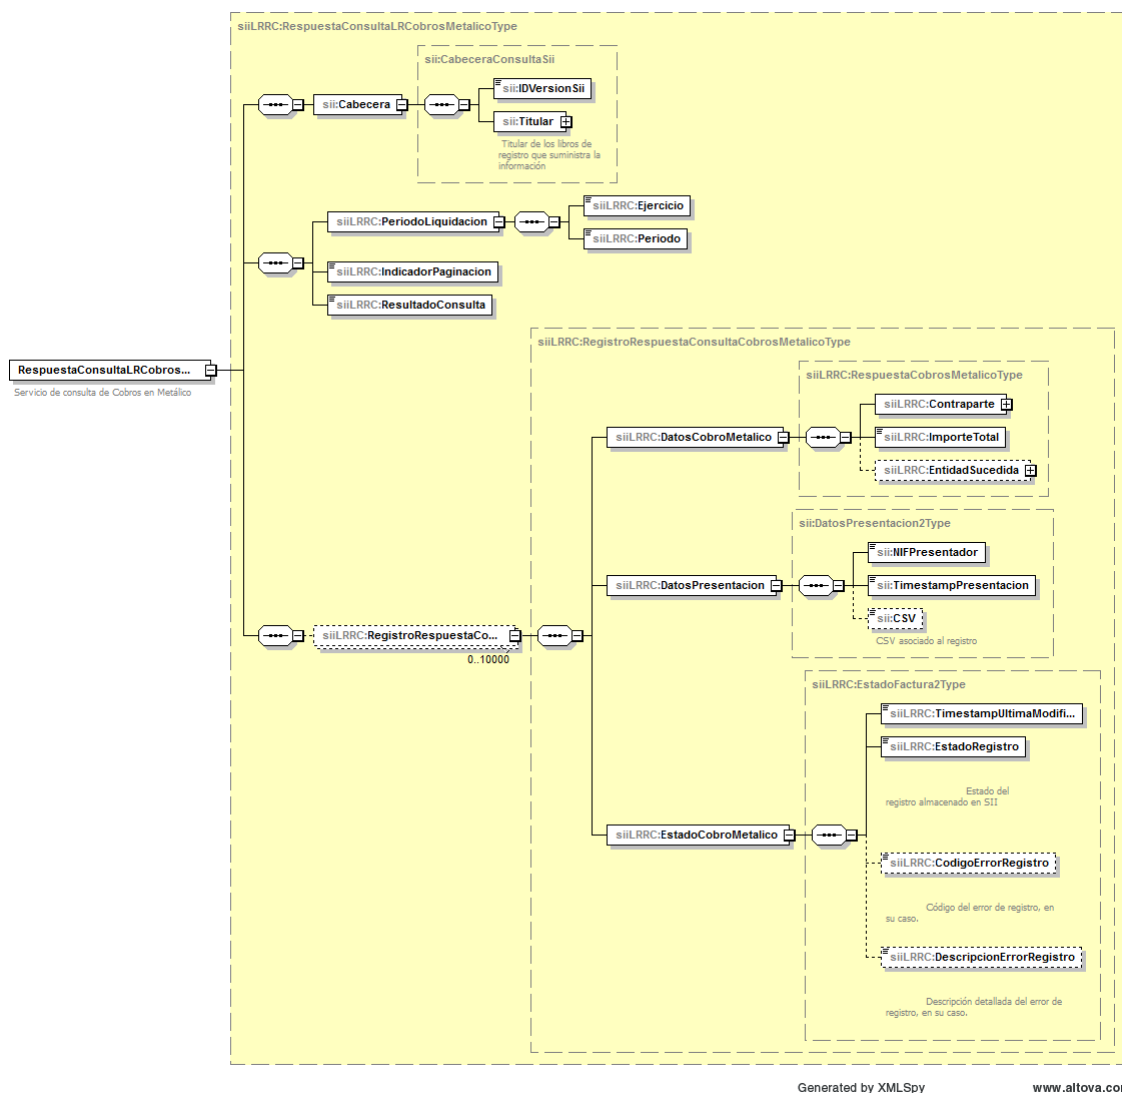 siiLRRC:RespuestaConsultaLRCobrosMetalicoType
sii:CabeceraConsultaSii
sii:IDVersionSii
sii:Cabecera
sii:Titular
Titular de los libros de
registro que suministra la
información
siiLRRC:PeriodoLiquidacion
siiLRRC:Ejercicio
siiLRRC:Periodo
siiLRRC:IndicadorPaginacion
siiLRRC:ResultadoConsulta
RespuestaConsultaLRCobros...
Servicio de consulta de Cobros en Metálico
siiLRRC:RegistroRespuestaConsultaCobrosMetalicoType
siiLRRC:RespuestaCobrosMetalicoType
siiLRRC:Contraparte
siiLRRC:DatosCobroMetalico
siiLRRC:ImporteTotal
siiLRRC:EntidadSucedida
sii:DatosPresentacion2Type
sii:NIFPresentador
siiLRRC:DatosPresentacion
sii:TimestampPresentacion
sii:CSV
CSV asociado al registro
siiLRRC:RegistroRespuestaCo...
0..10000
siiLRRC:EstadoFactura2Type
siiLRRC:TimestampUltimaModifi...
siiLRRC:EstadoRegistro
Estado del
registro almacenado en SII
siiLRRC:EstadoCobroMetalico
siiLRRC:CodigoErrorRegistro
Código del error de registro, en
su caso.
siiLRRC:DescripcionErrorRegistro
Descripción detallada del error de
registro, en su caso.
Generated by XMLSpy
www.altova.com